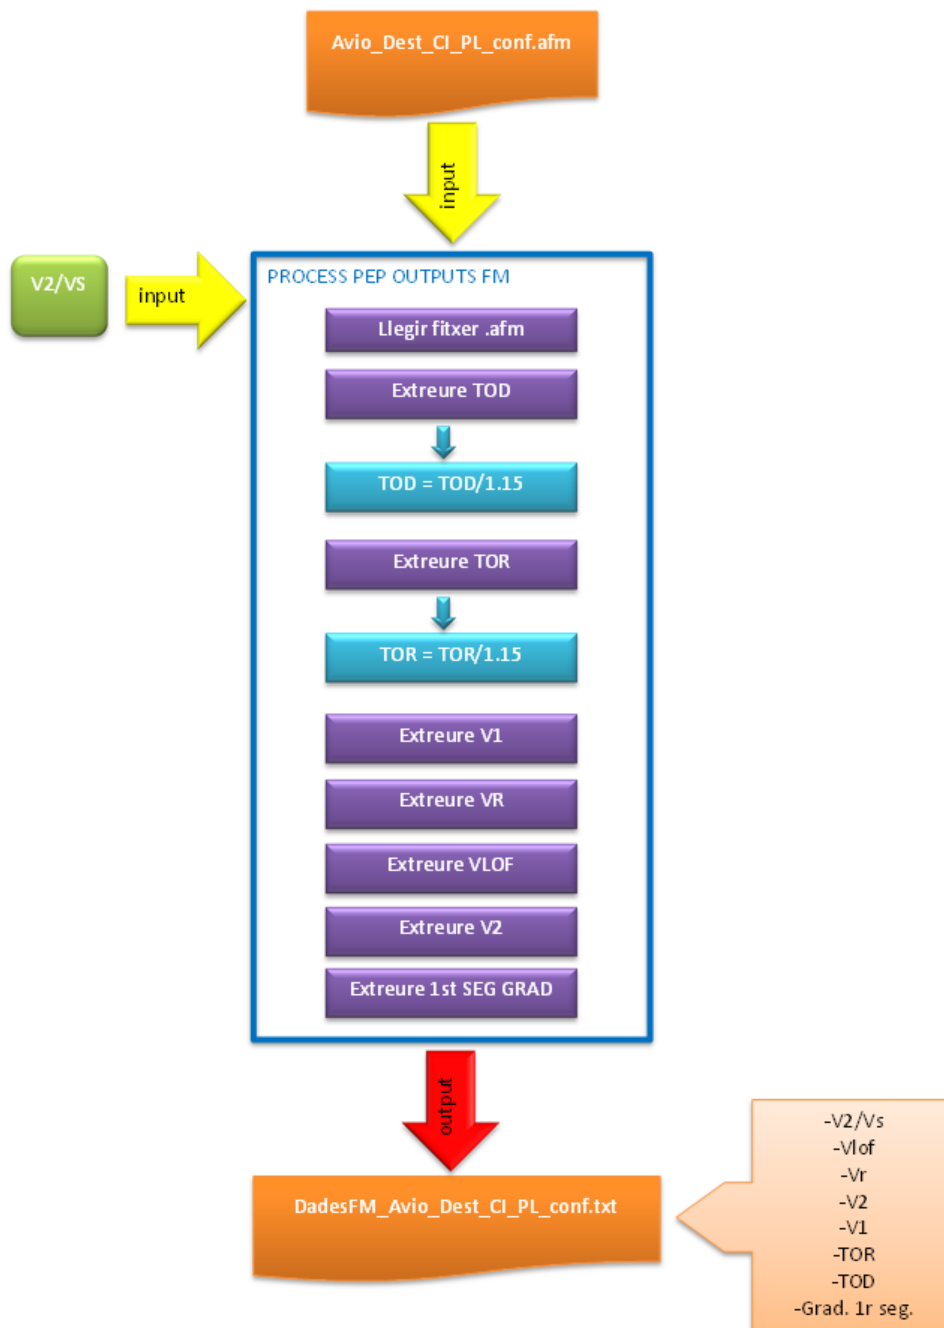 Avio_Dest_CI_PL_conf.afm
input
V2/VS
input
PROCESS PEP OUTPUTS FM
Llegir fitxer .afm
Extreure TOD
TOD = TOD/1.15
Extreure TOR
TOR = TOR/1.15
Extreure V1
Extreure VR
Extreure VLOF
Extreure V2
Extreure 1st SEG GRAD
output
DadesFM_Avio_Dest_CI_PL_conf.txt
-V2/Vs
-Vlof
-Vr
-V2
-V1
-TOR
-TOD
-Grad. 1r seg.